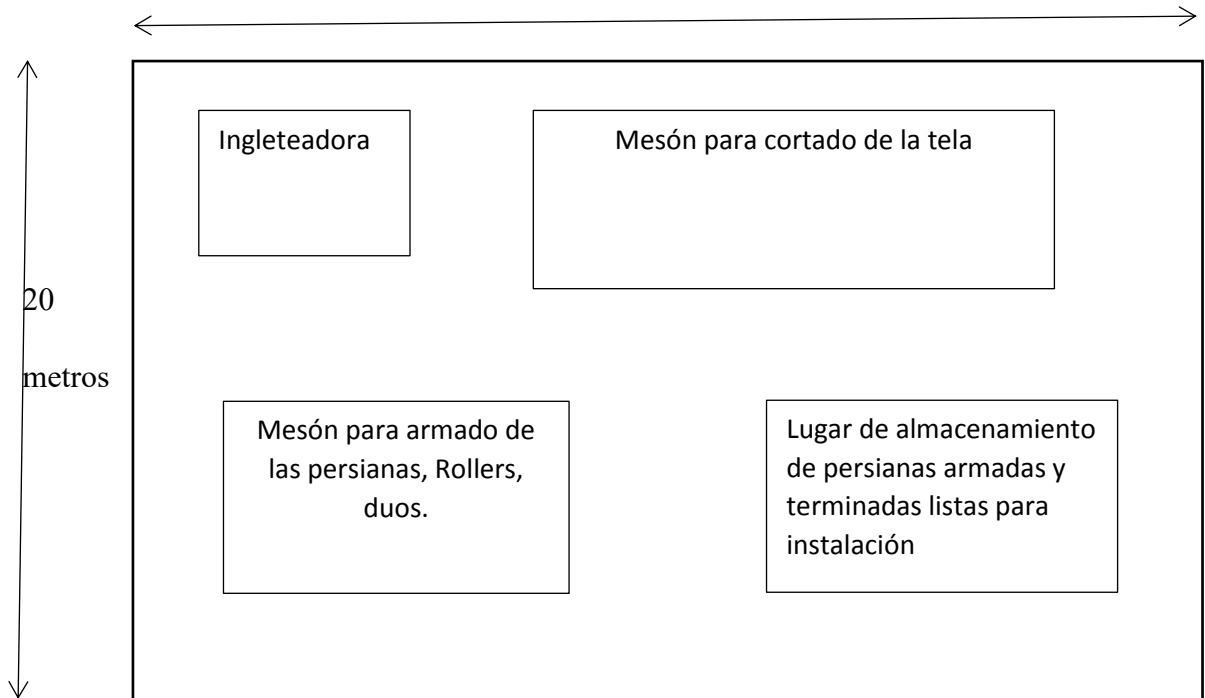 Ingleteadora
Mesón para cortado de la tela
20
metros
Mesón para armado de
las persianas, Rollers,
duos.
Lugar de almacenamiento
de persianas armadas y
terminadas listas para
instalación